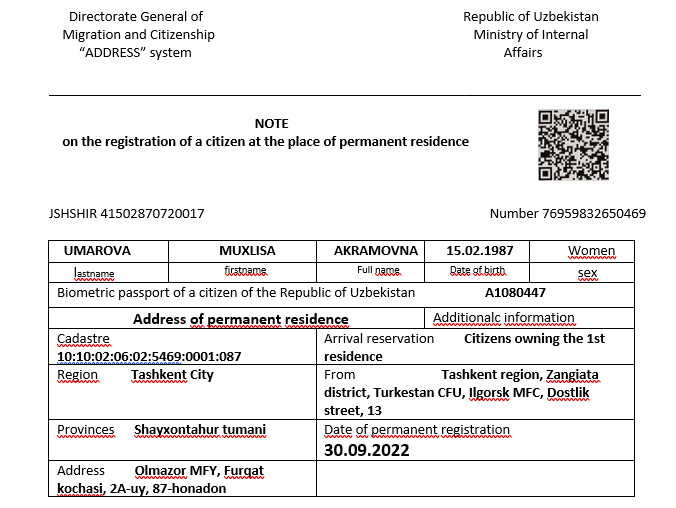 Directorate General of
Migration and Citizenship
“ADDRESS” system
Republic of Uzbekistan
Ministry of Internal
Affairs
NOTE
on the registration of a citizen at the place of permanent residence
JSHSHIR 41502870720017
Number 76959832650469
UMAROVA MUXLISA AKRAMOVNA 15.02.1987 Women
lastname firstname Full name Date of birth sex
Biometric passport of a citizen of the Republic of Uzbekistan A1080447
Address of permanent residence Additionalc information
Cadastre
10:10:02:06:02:5469:0001:087
Arrival reservation Citizens owning the 1st
residence
Region Tashkent City
From Tashkent region, Zangiata
district, Turkestan CFU, Ilgorsk MFC, Dostlik
street, 13
Provinces Shayxontahur tumani
Date of permanent registration
30.09.2022
Address Olmazor MFY, Furqat
kochasi, 2A-uy, 87-honadon